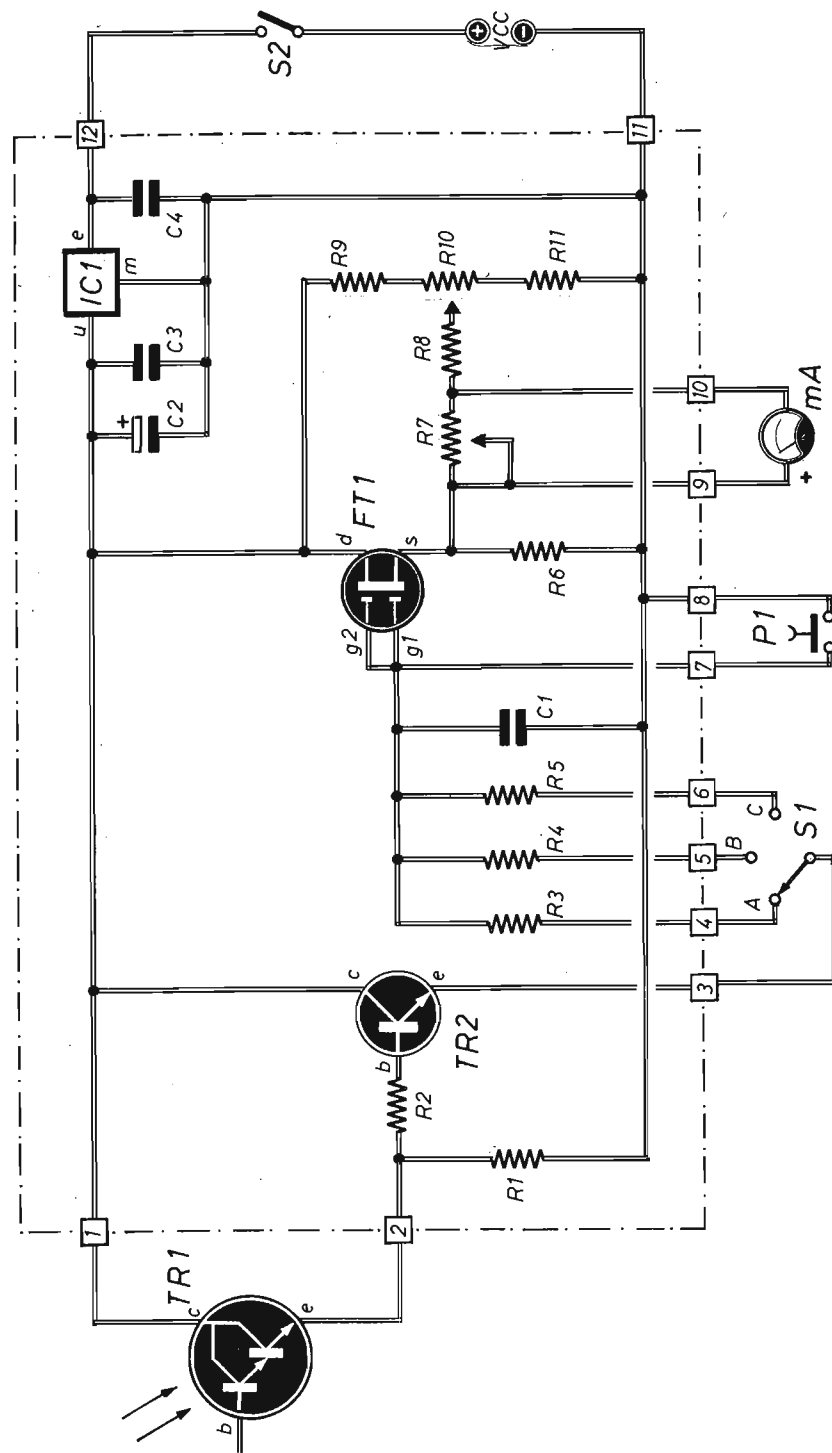 TR1
c
b
e
1
2
R1
R2
b
c
e
TR2
3
4
5
6
7
8
9
10
11
12
A
B
C
S1
R3
R4
R5
C1
P1
g2
g1
d
s
FT1
R6
R7
R8
R9
R10
R11
+
mA
+
C2
C3
C4
u
IC1
e
m
S2
+
VCC
−